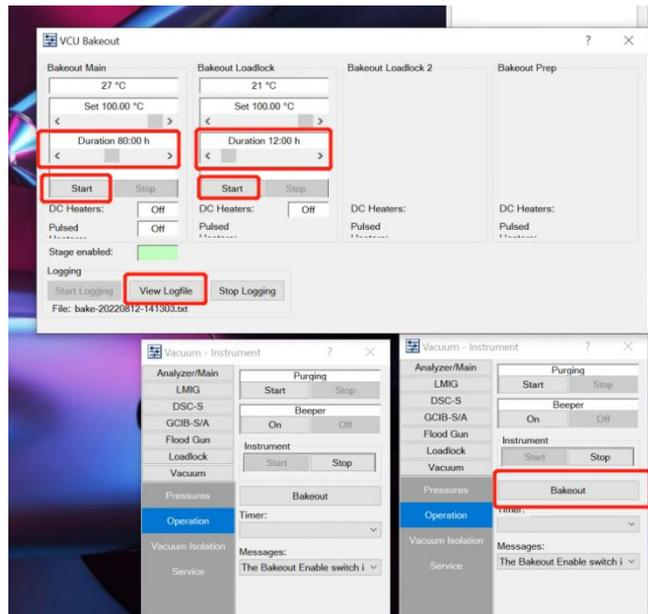 VCU Bakeout ? ×
Bakeout Main
27 °C
Set 100.00 °C
< >
Duration 80:00 h
< >
Start Stop
DC Heaters: Off
Pulsed Off
Bakeout Loadlock
21 °C
Set 100.00 °C
< >
Duration 12:00 h
< >
Start Stop
DC Heaters: Off
Pulsed
Bakeout Loadlock 2
DC Heaters:
Pulsed
Bakeout Prep
DC Heaters:
Pulsed
Stage enabled:
Logging
Start Logging View Logfile Stop Logging
File: bake-20220812-141303.txt
Vacuum - Instrument ? ×
Analyzer/Main
LMIG
DSC-S
GCIB-S/A
Flood Gun
Loadlock
Vacuum
Pressures
Operation
Vacuum Isolation
Service
Purging
Start Stop
Beeper
On Off
Instrument
Start Stop
Bakeout
Timer:
Messages:
The Bakeout Enable switch i
Vacuum - Instrument ? ×
Analyzer/Main
LMIG
DSC-S
GCIB-S/A
Flood Gun
Loadlock
Vacuum
Pressures
Operation
Vacuum Isolation
Service
Purging
Start Stop
Beeper
On Off
Instrument
Start Stop
Bakeout
Timer:
Messages:
The Bakeout Enable switch i